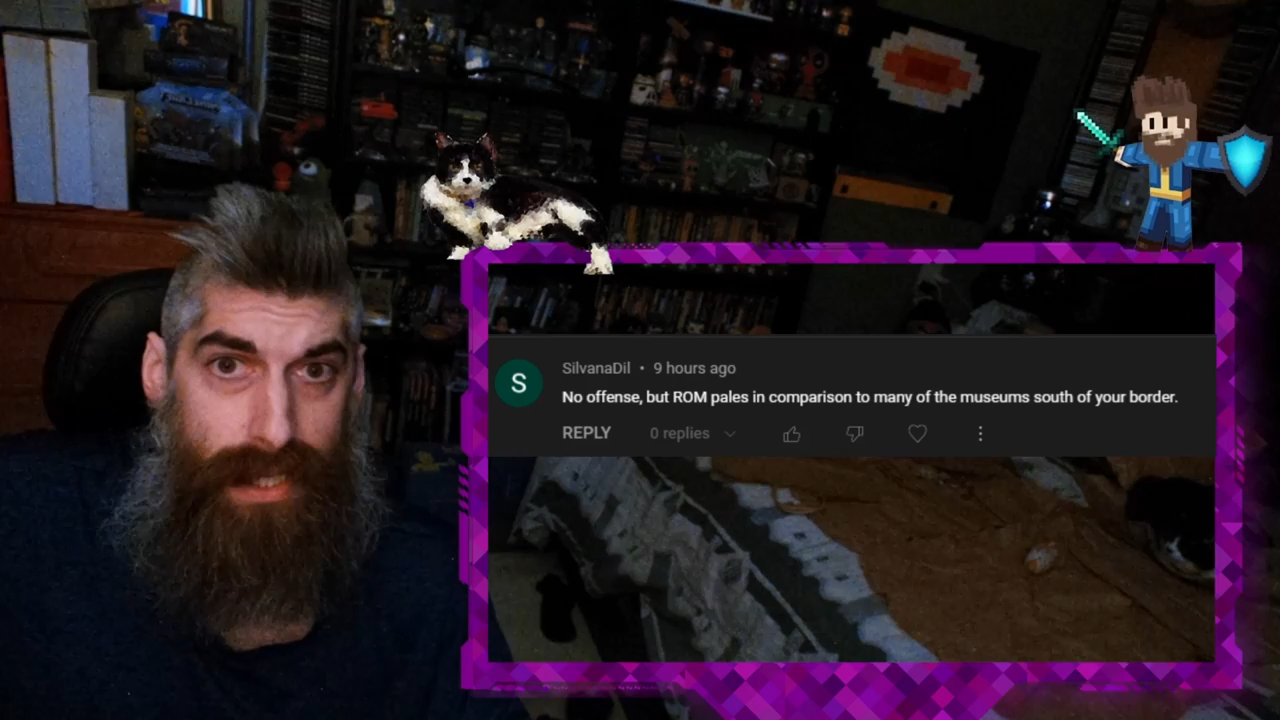 S
SilvanaDil • 9 hours ago
No offense, but ROM pales in comparison to many of the museums south of your border.
REPLY 0 replies